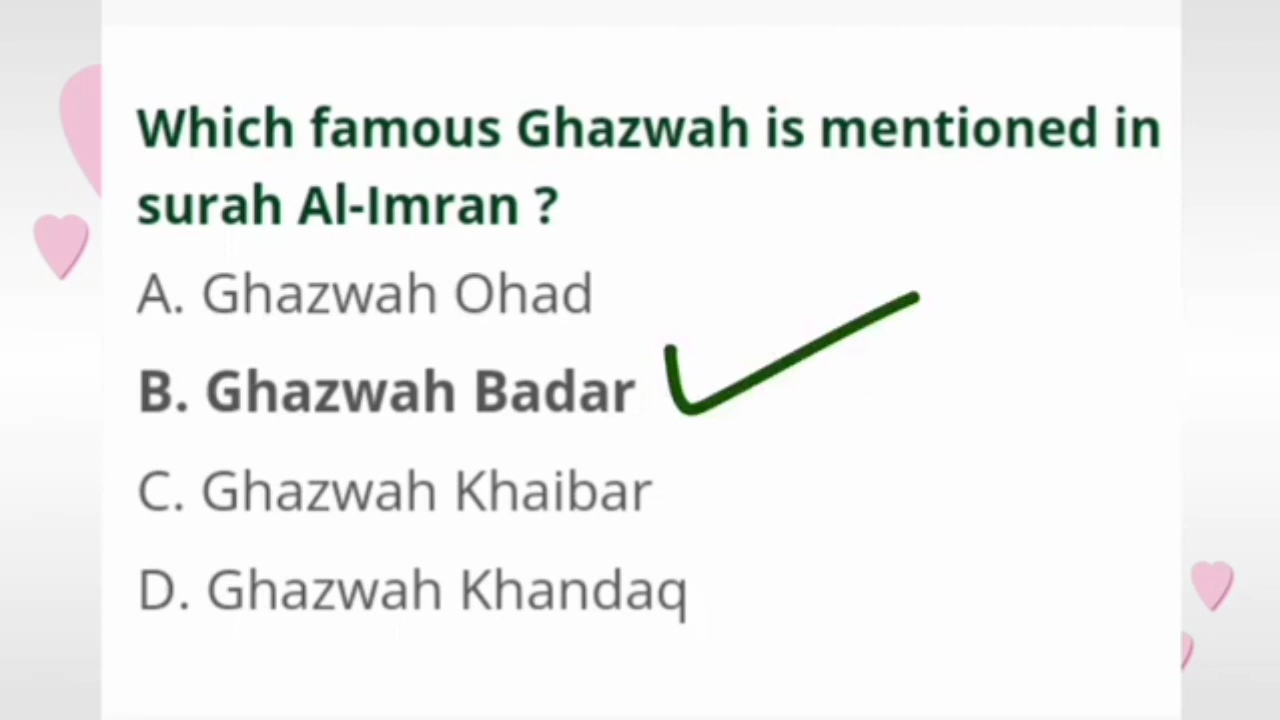 Which famous Ghazwah is mentioned in
surah Al-Imran ?
A. Ghazwah Ohad
B. Ghazwah Badar
C. Ghazwah Khaibar
D. Ghazwah Khandaq